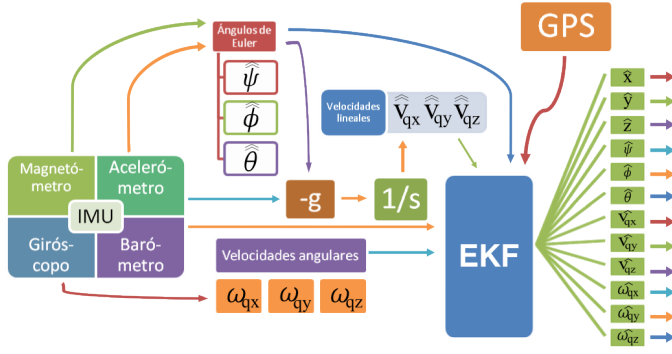 Ángulos de
Euler
ψ̂̂
ϕ̂̂
θ̂̂
GPS
Velocidades
lineales
v̂̂qx v̂̂qy v̂̂qz
Magnetó-
metro
Aceleró-
metro
IMU
Girós-
copo
Baró-
metro
-g
1/s
Velocidades angulares
ωqx
ωqy
ωqz
EKF
x̂
ŷ
ẑ
ψ̂
ϕ̂
θ̂
v̂qx
v̂qy
v̂qz
ω̂qx
ω̂qy
ω̂qz